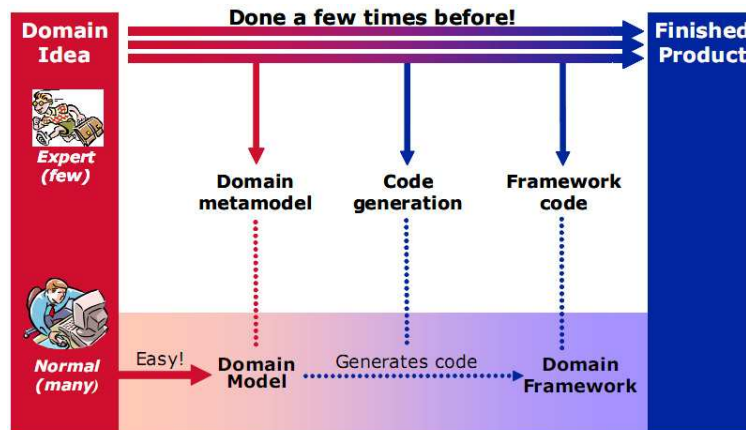 Done a few times before!
Domain
Idea
Finished
Product
Expert
(few)
Domain
metamodel
Code
generation
Framework
code
Normal
(many)
Easy!
Domain
Model
Generates code
Domain
Framework